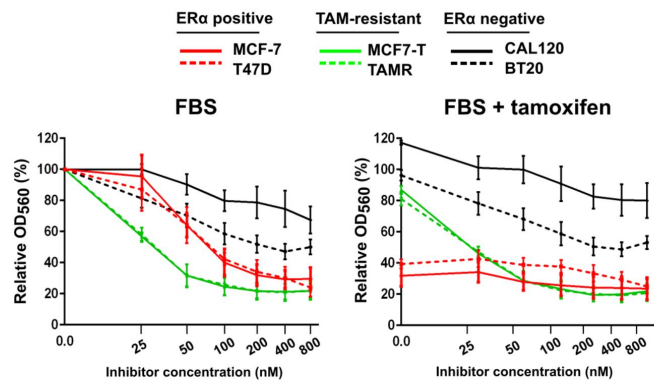 ERα positive TAM-resistant ERα negative
MCF-7 MCF7-T CAL120
T47D TAMR BT20
FBS FBS + tamoxifen
Relative OD560 (%)
120
100
80
60
40
20
0
0.0 25 50 100 200 400 800
Inhibitor concentration (nM)
Relative OD560 (%)
120
100
80
60
40
20
0
0.0 25 50 100 200 400 800
Inhibitor concentration (nM)